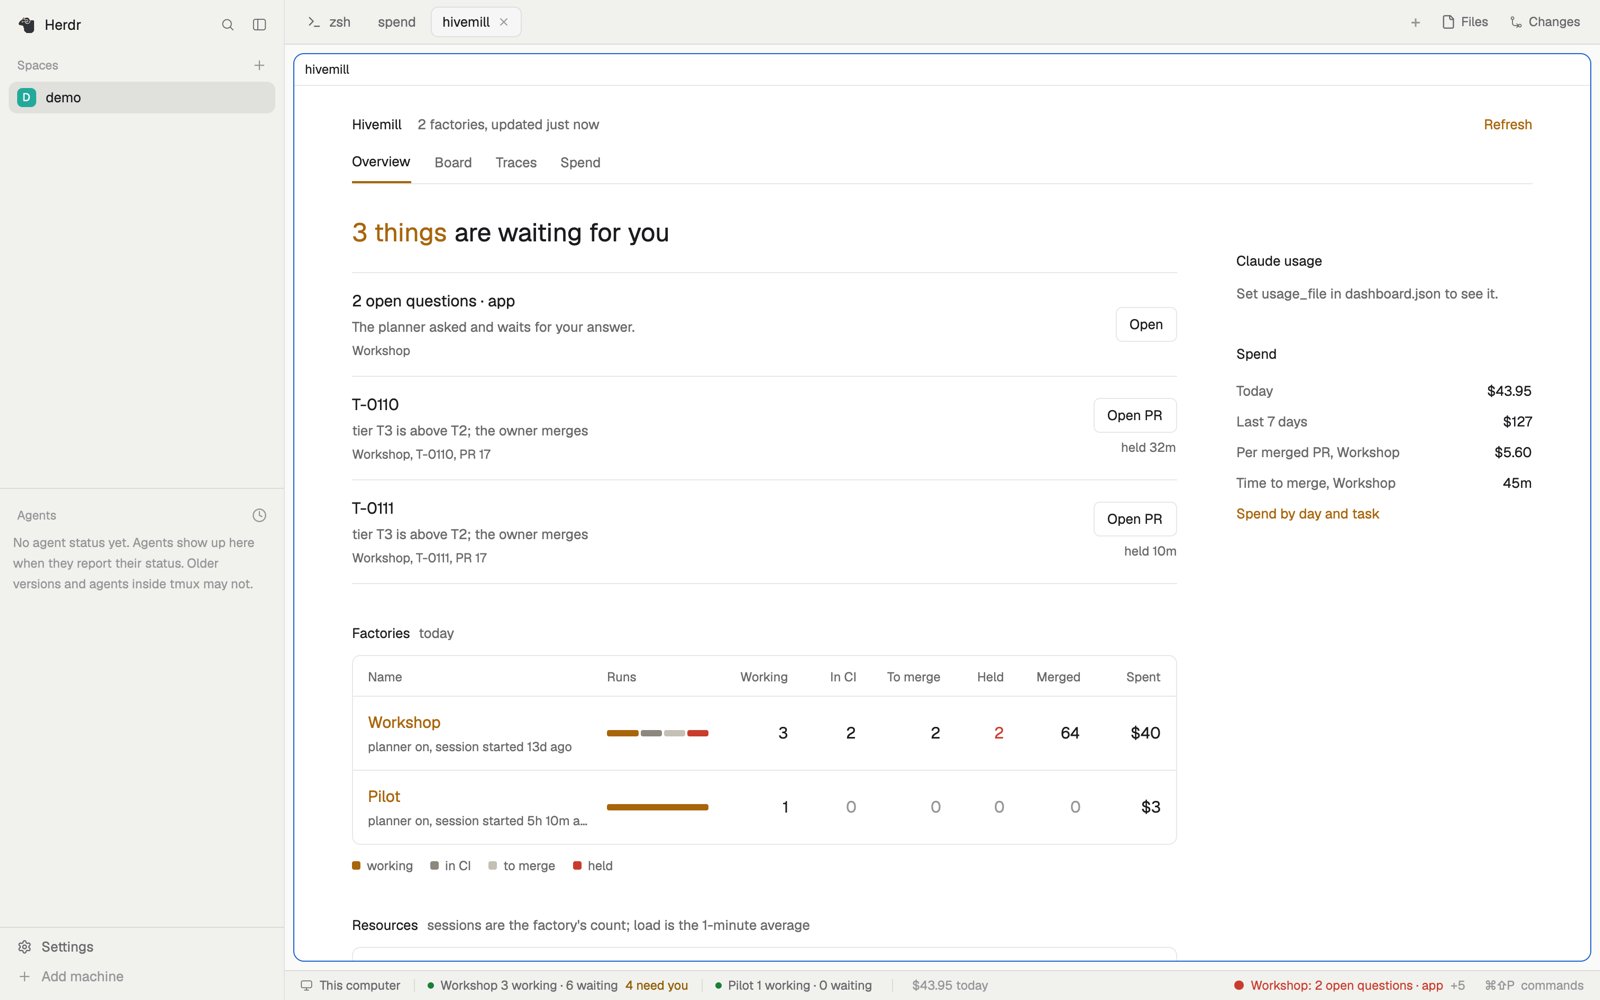 Herdr
Spaces
D demo
Agents
No agent status yet. Agents show up here
when they report their status. Older
versions and agents inside tmux may not.
Settings
Add machine
zsh
spend
hivemill
Files
Changes
hivemill
Hivemill 2 factories, updated just now
Refresh
Overview Board Traces Spend
3 things are waiting for you
2 open questions · app
The planner asked and waits for your answer.
Workshop
Open
T-0110
tier T3 is above T2; the owner merges
Workshop, T-0110, PR 17
Open PR
held 32m
T-0111
tier T3 is above T2; the owner merges
Workshop, T-0111, PR 17
Open PR
held 10m
Claude usage
Set usage_file in dashboard.json to see it.
Spend
Today $43.95
Last 7 days $127
Per merged PR, Workshop $5.60
Time to merge, Workshop 45m
Spend by day and task
Factories today
Name Runs Working In CI To merge Held Merged Spent
Workshop 3 2 2 2 64 $40
planner on, session started 13d ago
Pilot 1 0 0 0 0 $3
planner on, session started 5h 10m a...
working in CI to merge held
Resources sessions are the factory's count; load is the 1-minute average
This computer Workshop 3 working · 6 waiting 4 need you Pilot 1 working · 0 waiting $43.95 today Workshop: 2 open questions · app +5 ⌘⇧P commands